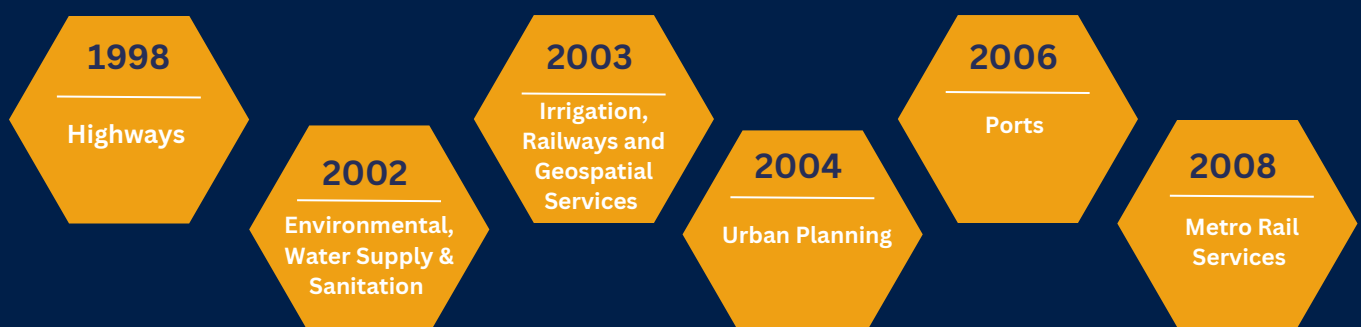 1998
Highways
2002
Environmental,
Water Supply &
Sanitation
2003
Irrigation,
Railways and
Geospatial
Services
2004
Urban Planning
2006
Ports
2008
Metro Rail
Services